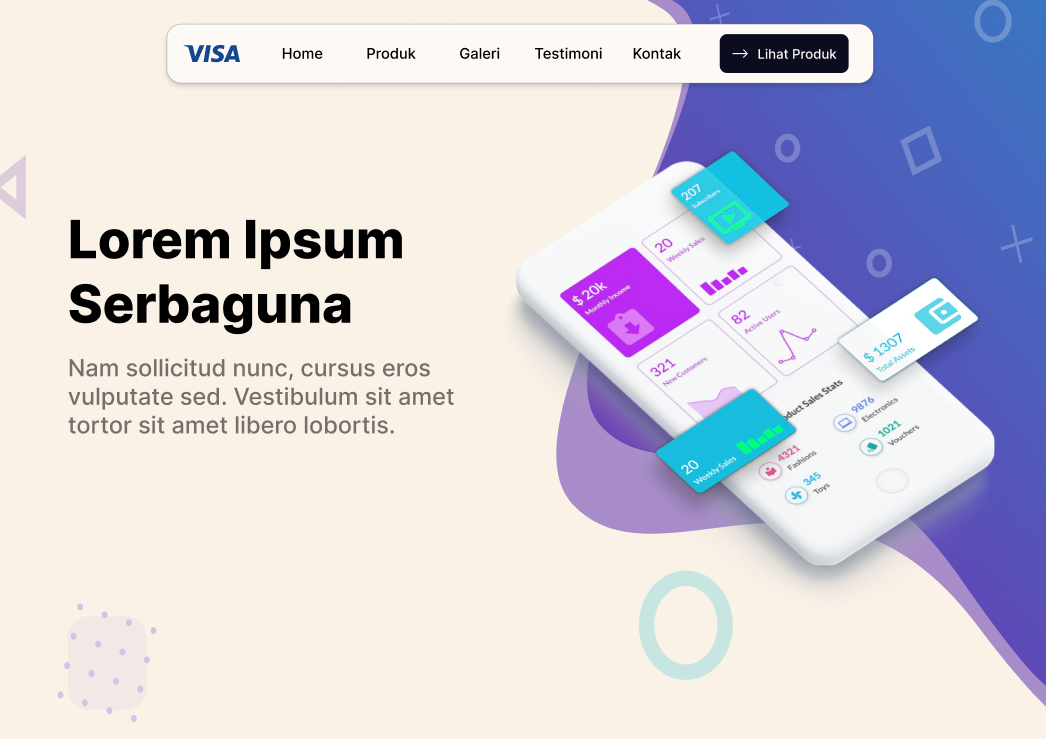 VISA
Home
Produk
Galeri
Testimoni
Kontak
Lihat Produk
Lorem Ipsum
Serbaguna
Nam sollicitud nunc, cursus eros
vulputate sed. Vestibulum sit amet
tortor sit amet libero lobortis.
207
Subscribers
20
Weekly Sales
$ 20k
Monthly Income
82
Active Users
321
New Customers
$ 1307
Total Assets
Sales Stats
9876
Electronics
1021
Vouchers
4321
Fashions
345
Toys
20
Weekly Sales